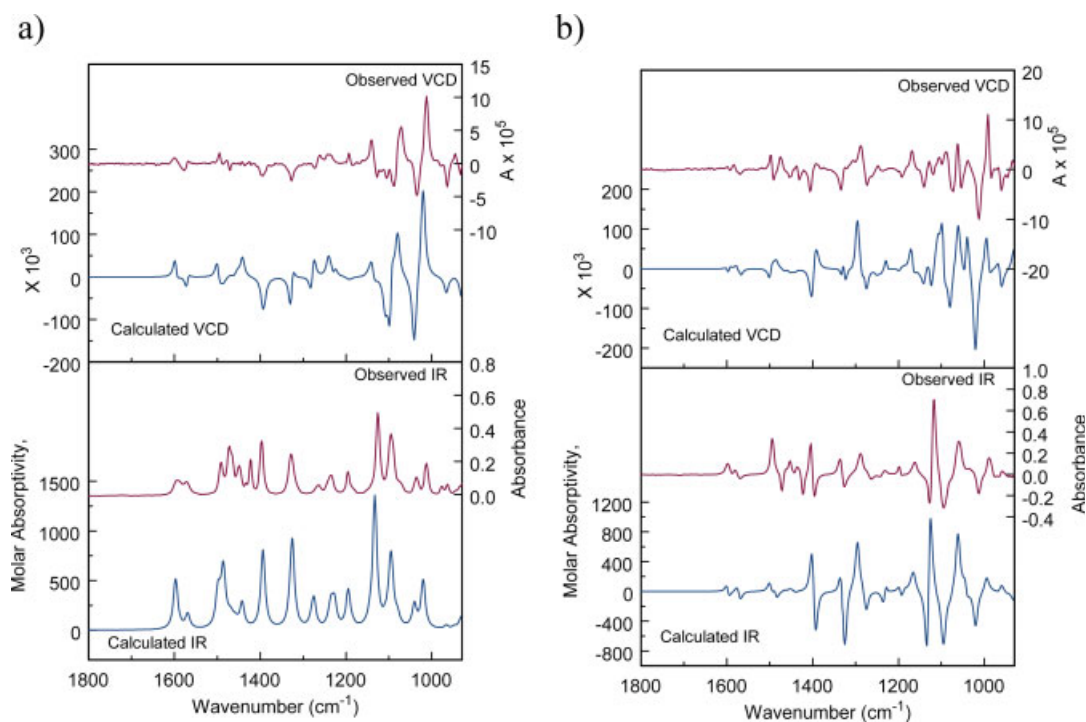 a)
Observed VCD
15
10
5
0
-5
-10
A x 10⁵
300
200
100
0
-100
-200
X 10³
Calculated VCD
Observed IR
0.8
0.6
0.4
0.2
0.0
Absorbance
1500
1250
1000
750
500
250
0
Molar Absorptivity,
Calculated IR
1800 1600 1400 1200 1000
Wavenumber (cm⁻¹)
b)
Observed VCD
20
10
0
-10
-20
A x 10⁵
200
100
0
-100
-200
X 10³
Calculated VCD
Observed IR
1.0
0.8
0.6
0.4
0.2
0.0
-0.2
-0.4
Absorbance
1200
800
400
0
-400
-800
Molar Absorptivity,
Calculated IR
1800 1600 1400 1200 1000
Wavenumber (cm⁻¹)